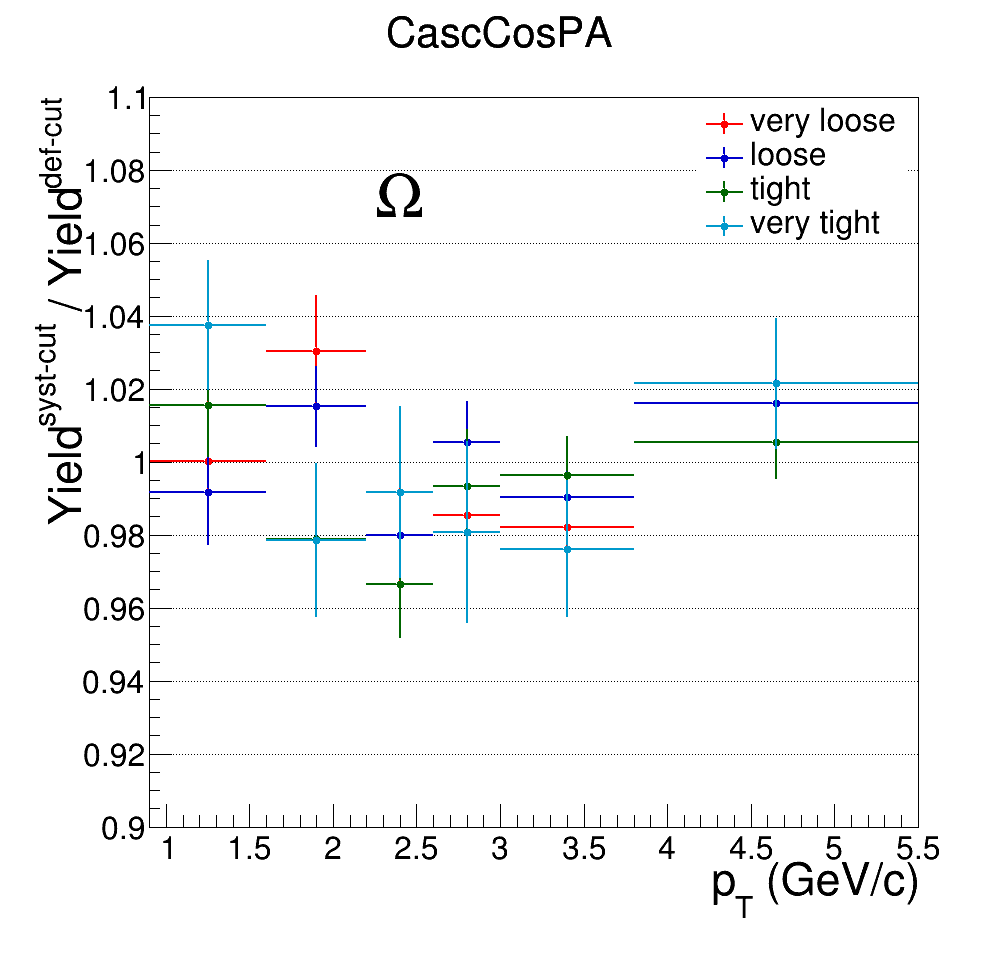 CascCosPA
Yield^syst-cut / Yield^def-cut
1.1
1.08
1.06
1.04
1.02
1
0.98
0.96
0.94
0.92
0.9
Ω
very loose
loose
tight
very tight
1 1.5 2 2.5 3 3.5 4 4.5 5 5.5
p_T (GeV/c)